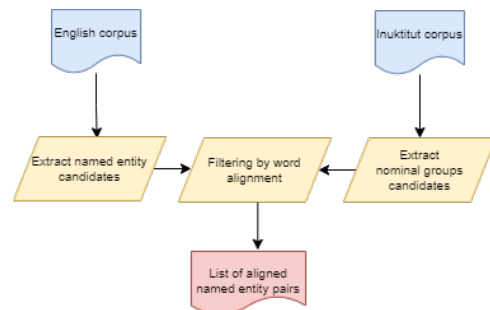 English corpus
Inuktitut corpus
Extract named entity
candidates
Filtering by word
alignment
Extract
nominal groups
candidates
List of aligned
named entity pairs